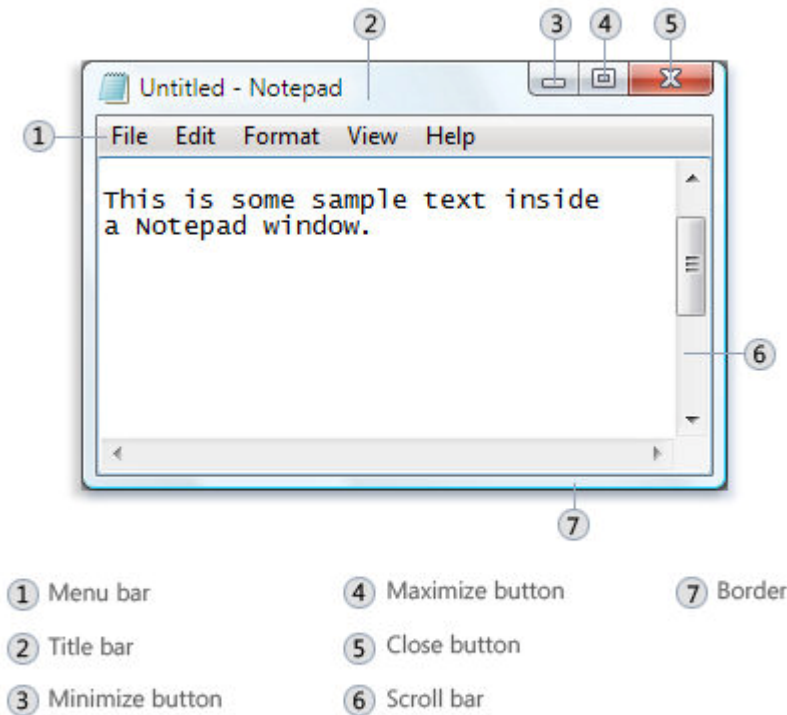 2 3 4 5
Untitled - Notepad
1 File Edit Format View Help
This is some sample text inside
a Notepad window.
6
7
1 Menu bar 4 Maximize button 7 Border
2 Title bar 5 Close button
3 Minimize button 6 Scroll bar